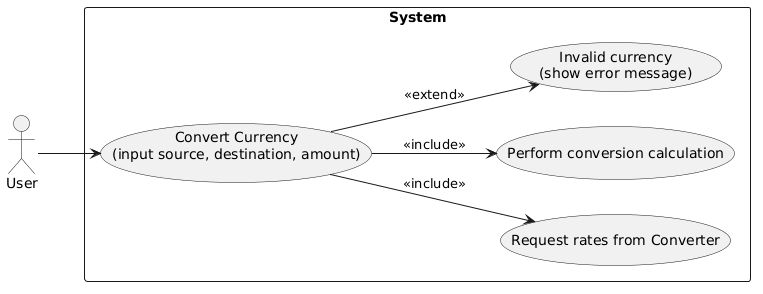 System
Invalid currency
(show error message)
«extend»
Convert Currency
(input source, destination, amount)
«include»
Perform conversion calculation
User
«include»
Request rates from Converter